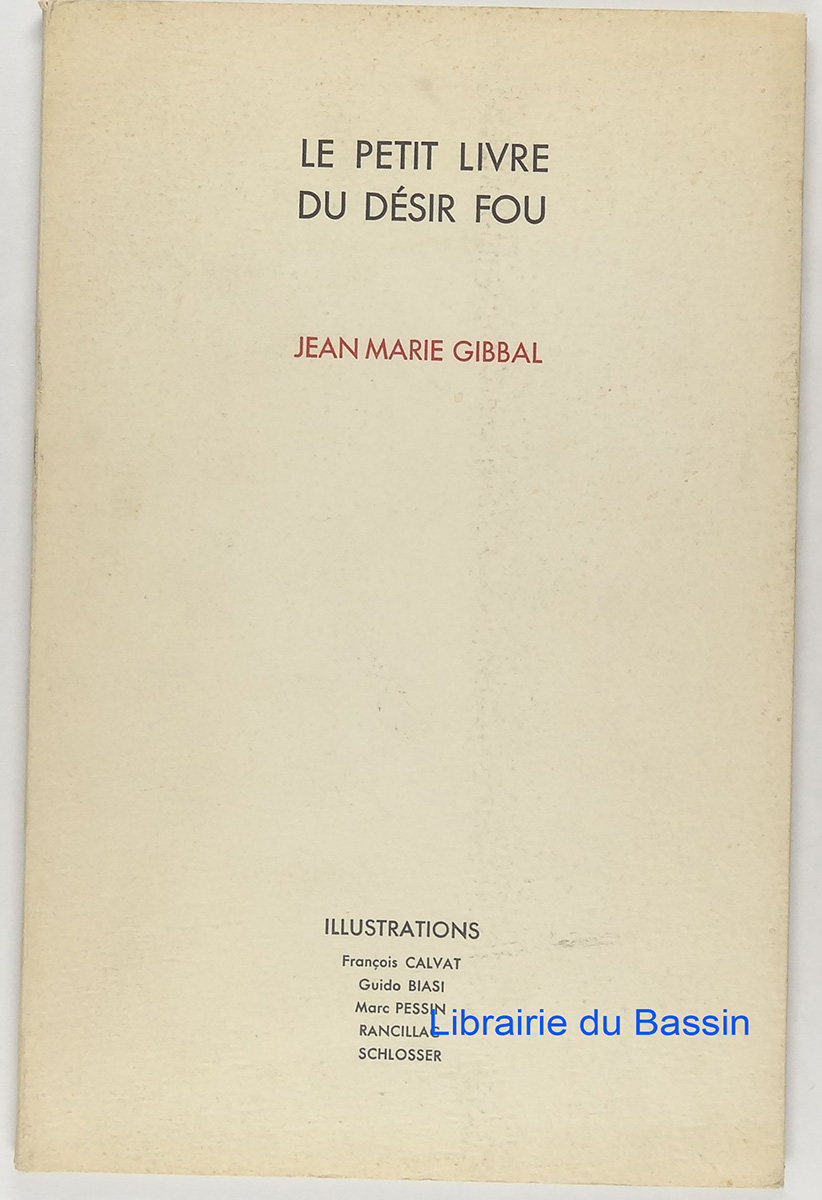 LE PETIT LIVRE
DU DÉSIR FOU
JEAN MARIE GIBBAL
ILLUSTRATIONS
François CALVAT
Guido BIASI
Marc PESSIN
RANCILLAC
SCHLOSSER
Librairie du Bassin